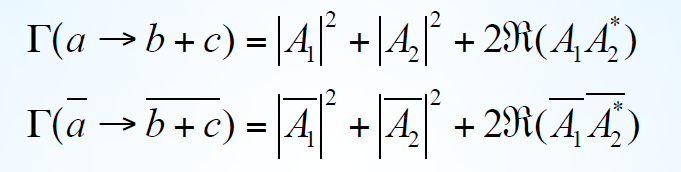 Γ(a → b + c) = |A₁|² + |A₂|² + 2ℜ(A₁A₂*)
Γ(a̅ → b̅ ̅+̅ ̅c̅) = |A̅₁|² + |A̅₂|² + 2ℜ(A̅₁A̅₂*)